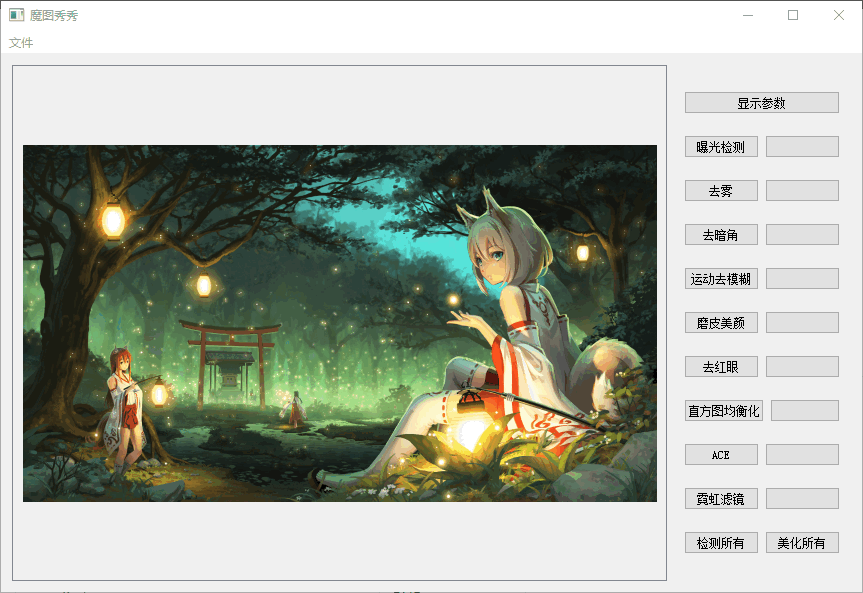 魔图秀秀
文件
显示参数
曝光检测
去雾
去暗角
运动去模糊
磨皮美颜
去红眼
直方图均衡化
ACE
霓虹滤镜
检测所有 美化所有